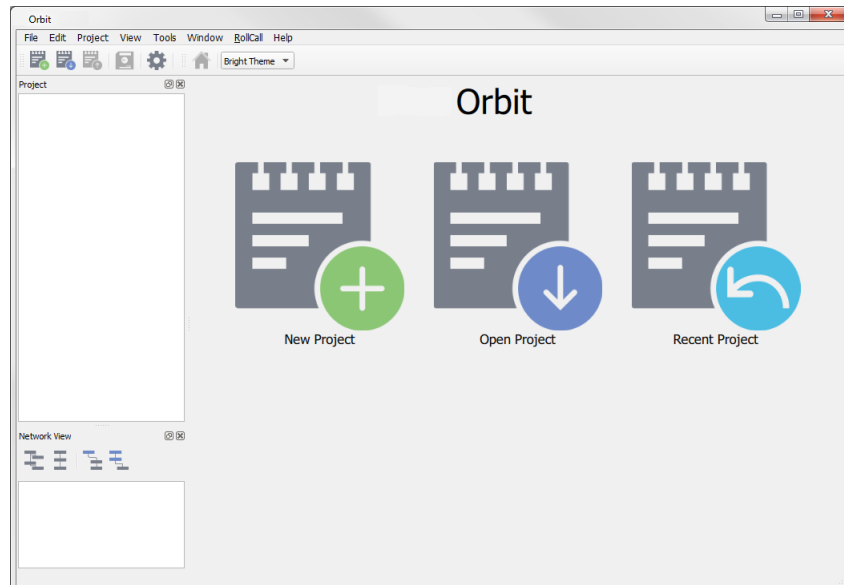 Orbit
File Edit Project View Tools Window RollCall Help
Bright Theme
Project
Orbit
New Project Open Project Recent Project
Network View